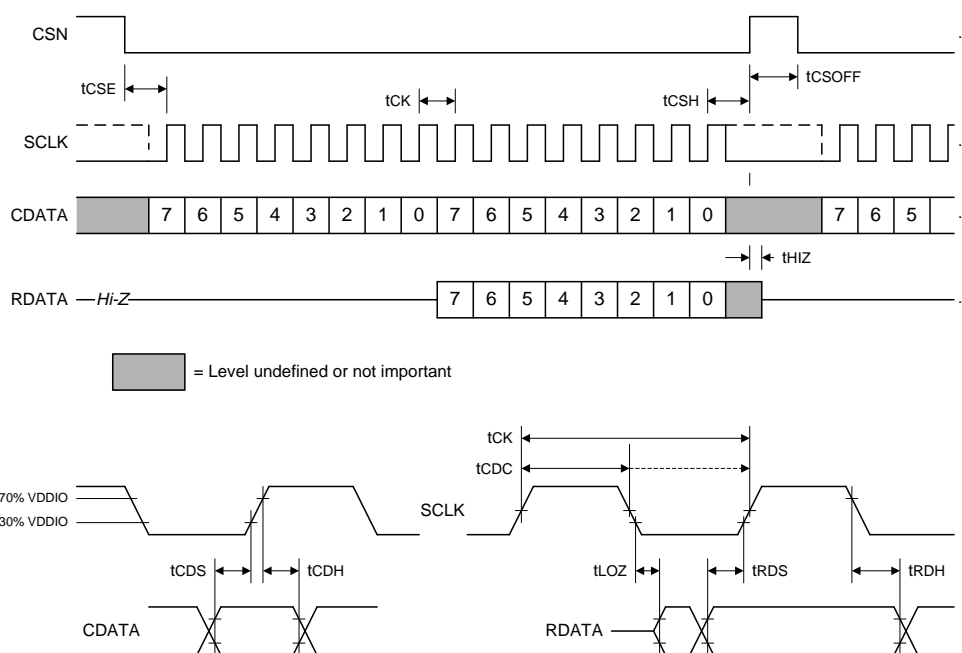 CSN
tCSE
tCK
tCSH
tCSOFF
SCLK
CDATA 7 6 5 4 3 2 1 0 7 6 5 4 3 2 1 0 7 6 5
tHIZ
RDATA Hi-Z 7 6 5 4 3 2 1 0
= Level undefined or not important
tCK
tCDC
70% VDDIO
30% VDDIO
SCLK
tCDS tCDH tLOZ tRDS tRDH
CDATA RDATA